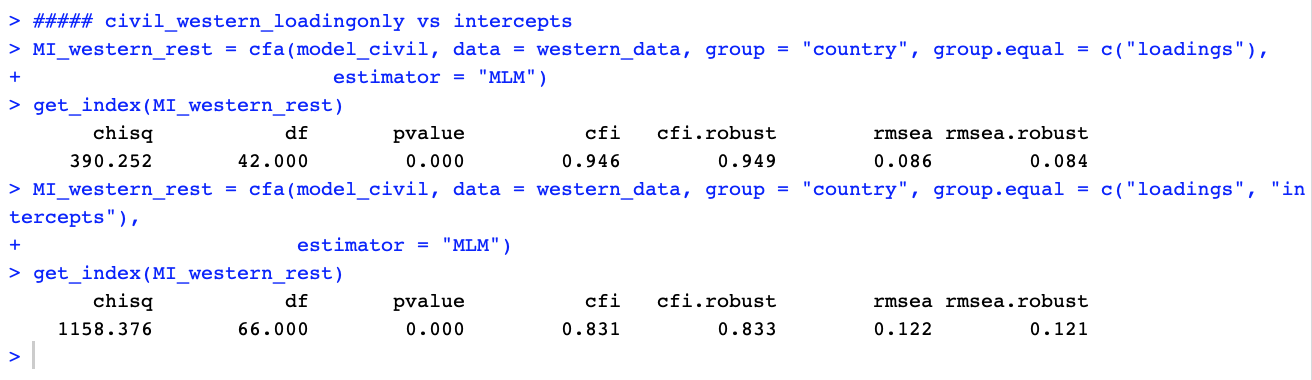 > ##### civil_western_loadingonly vs intercepts
> MI_western_rest = cfa(model_civil, data = western_data, group = "country", group.equal = c("loadings"),
+                          estimator = "MLM")
> get_index(MI_western_rest)
       chisq           df       pvalue          cfi   cfi.robust        rmsea rmsea.robust
     390.252       42.000        0.000        0.946        0.949        0.086        0.084
> MI_western_rest = cfa(model_civil, data = western_data, group = "country", group.equal = c("loadings", "in
tercepts"),
+                       estimator = "MLM")
> get_index(MI_western_rest)
       chisq           df       pvalue          cfi   cfi.robust        rmsea rmsea.robust
    1158.376       66.000        0.000        0.831        0.833        0.122        0.121
>